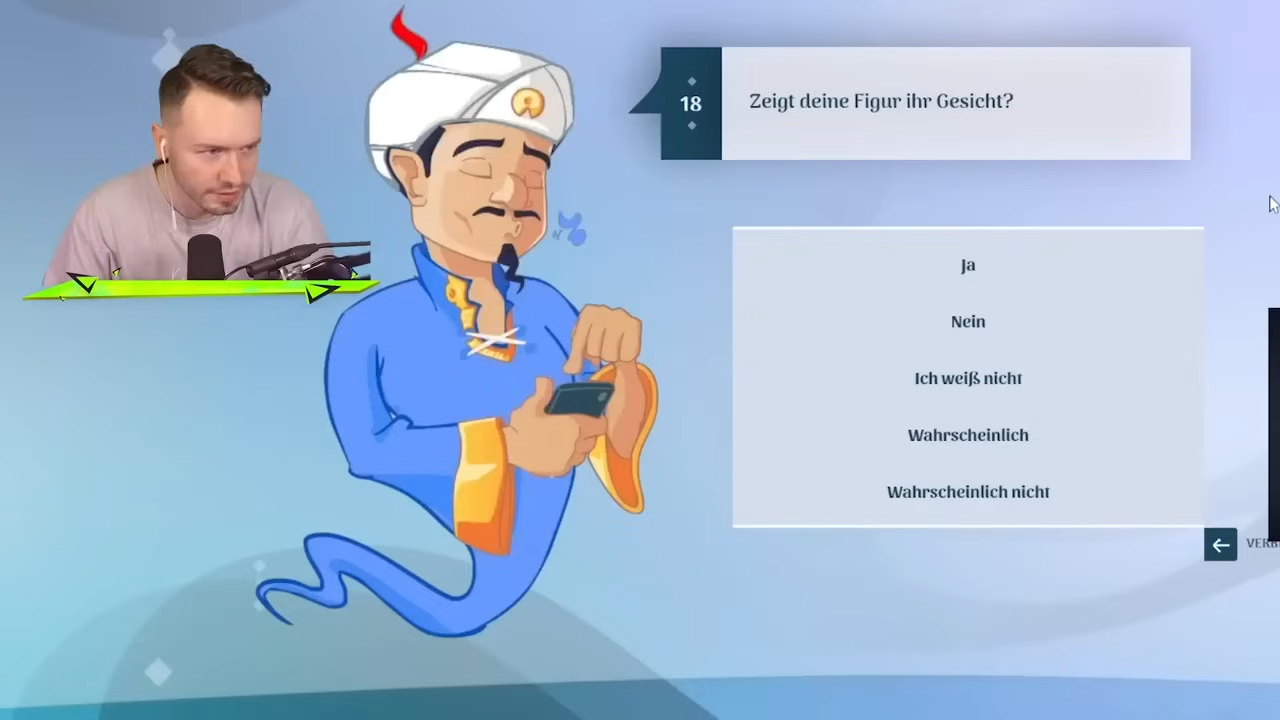 18
Zeigt deine Figur ihr Gesicht?
Ja
Nein
Ich weiß nicht
Wahrscheinlich
Wahrscheinlich nicht